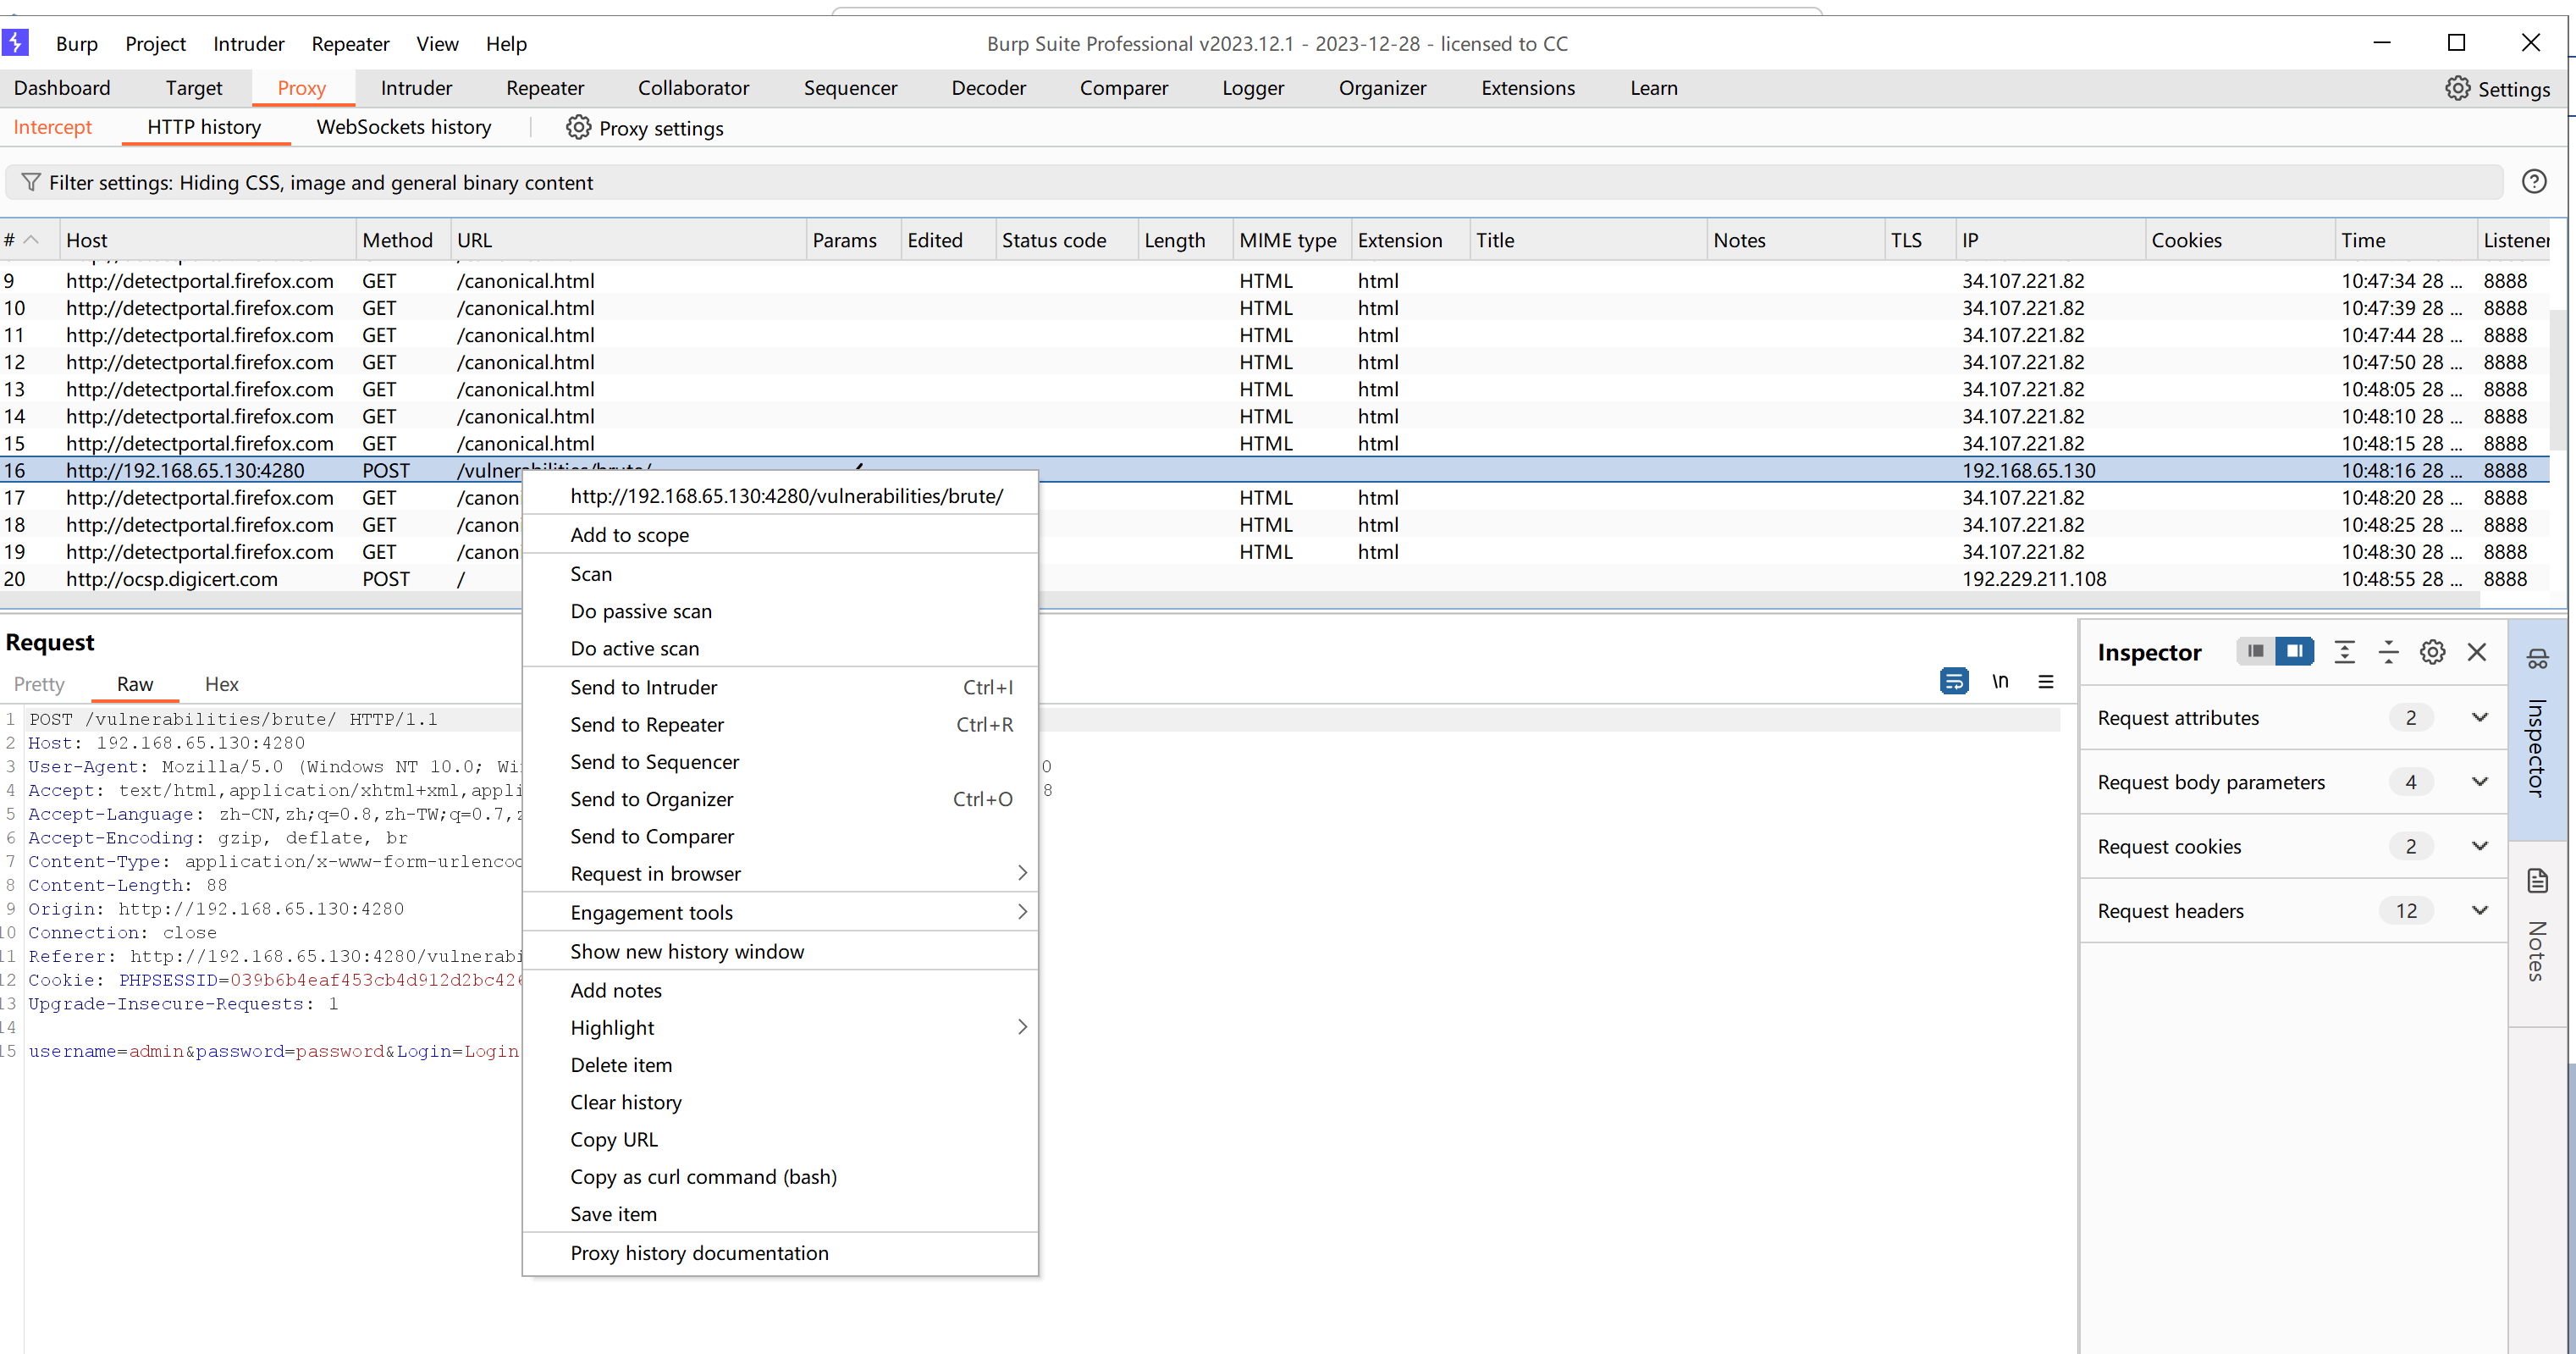 Burp Project Intruder Repeater View Help Burp Suite Professional v2023.12.1 - 2023-12-28 - licensed to CC
Dashboard Target Proxy Intruder Repeater Collaborator Sequencer Decoder Comparer Logger Organizer Extensions Learn Settings
Intercept HTTP history WebSockets history Proxy settings
Filter settings: Hiding CSS, image and general binary content
# Host Method URL Params Edited Status code Length MIME type Extension Title Notes TLS IP Cookies Time Listener
9 http://detectportal.firefox.com GET /canonical.html HTML html 34.107.221.82 10:47:34 28 ... 8888
10 http://detectportal.firefox.com GET /canonical.html HTML html 34.107.221.82 10:47:39 28 ... 8888
11 http://detectportal.firefox.com GET /canonical.html HTML html 34.107.221.82 10:47:44 28 ... 8888
12 http://detectportal.firefox.com GET /canonical.html HTML html 34.107.221.82 10:47:50 28 ... 8888
13 http://detectportal.firefox.com GET /canonical.html HTML html 34.107.221.82 10:48:05 28 ... 8888
14 http://detectportal.firefox.com GET /canonical.html HTML html 34.107.221.82 10:48:10 28 ... 8888
15 http://detectportal.firefox.com GET /canonical.html HTML html 34.107.221.82 10:48:15 28 ... 8888
16 http://192.168.65.130:4280 POST /vulnerabilities/brute/ 192.168.65.130 10:48:16 28 ... 8888
17 http://detectportal.firefox.com GET /canoni HTML html 34.107.221.82 10:48:20 28 ... 8888
18 http://detectportal.firefox.com GET /canoni HTML html 34.107.221.82 10:48:25 28 ... 8888
19 http://detectportal.firefox.com GET /canoni HTML html 34.107.221.82 10:48:30 28 ... 8888
20 http://ocsp.digicert.com POST / 192.229.211.108 10:48:55 28 ... 8888
http://192.168.65.130:4280/vulnerabilities/brute/
Add to scope
Scan
Do passive scan
Do active scan
Send to Intruder Ctrl+I
Send to Repeater Ctrl+R
Send to Sequencer
Send to Organizer Ctrl+O
Send to Comparer
Request in browser
Engagement tools
Show new history window
Add notes
Highlight
Delete item
Clear history
Copy URL
Copy as curl command (bash)
Save item
Proxy history documentation
Request
Pretty Raw Hex \n
1 POST /vulnerabilities/brute/ HTTP/1.1
2 Host: 192.168.65.130:4280
3 User-Agent: Mozilla/5.0 (Windows NT 10.0; Wi 0
4 Accept: text/html,application/xhtml+xml,appli 8
5 Accept-Language: zh-CN,zh;q=0.8,zh-TW;q=0.7,z
6 Accept-Encoding: gzip, deflate, br
7 Content-Type: application/x-www-form-urlencod
8 Content-Length: 88
9 Origin: http://192.168.65.130:4280
10 Connection: close
11 Referer: http://192.168.65.130:4280/vulnerabi
12 Cookie: PHPSESSID=039b6b4eaf453cb4d912d2bc426
13 Upgrade-Insecure-Requests: 1
14
15 username=admin&password=password&Login=Login
Inspector
Request attributes 2
Request body parameters 4
Request cookies 2
Request headers 12
Inspector
Notes